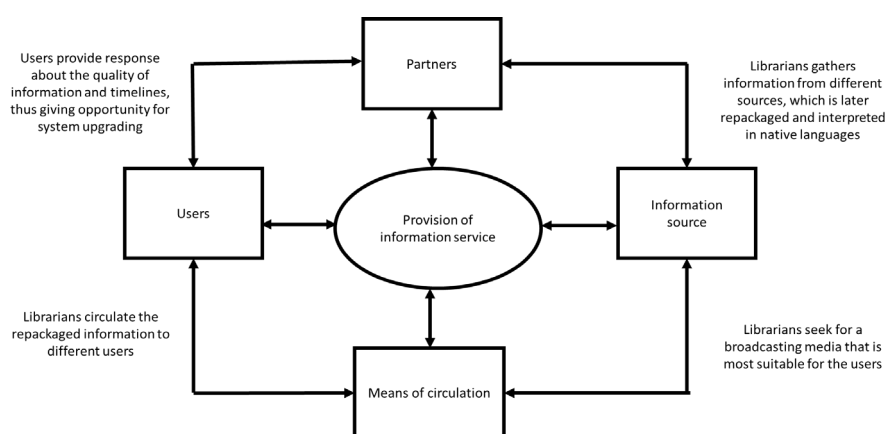 Users provide response
about the quality of
information and timelines,
thus giving opportunity for
system upgrading
Partners
Librarians gathers
information from different
sources, which is later
repackaged and interpreted
in native languages
Users
Provision of
information service
Information
source
Librarians circulate the
repackaged information to
different users
Means of circulation
Librarians seek for a
broadcasting media that is
most suitable for the users